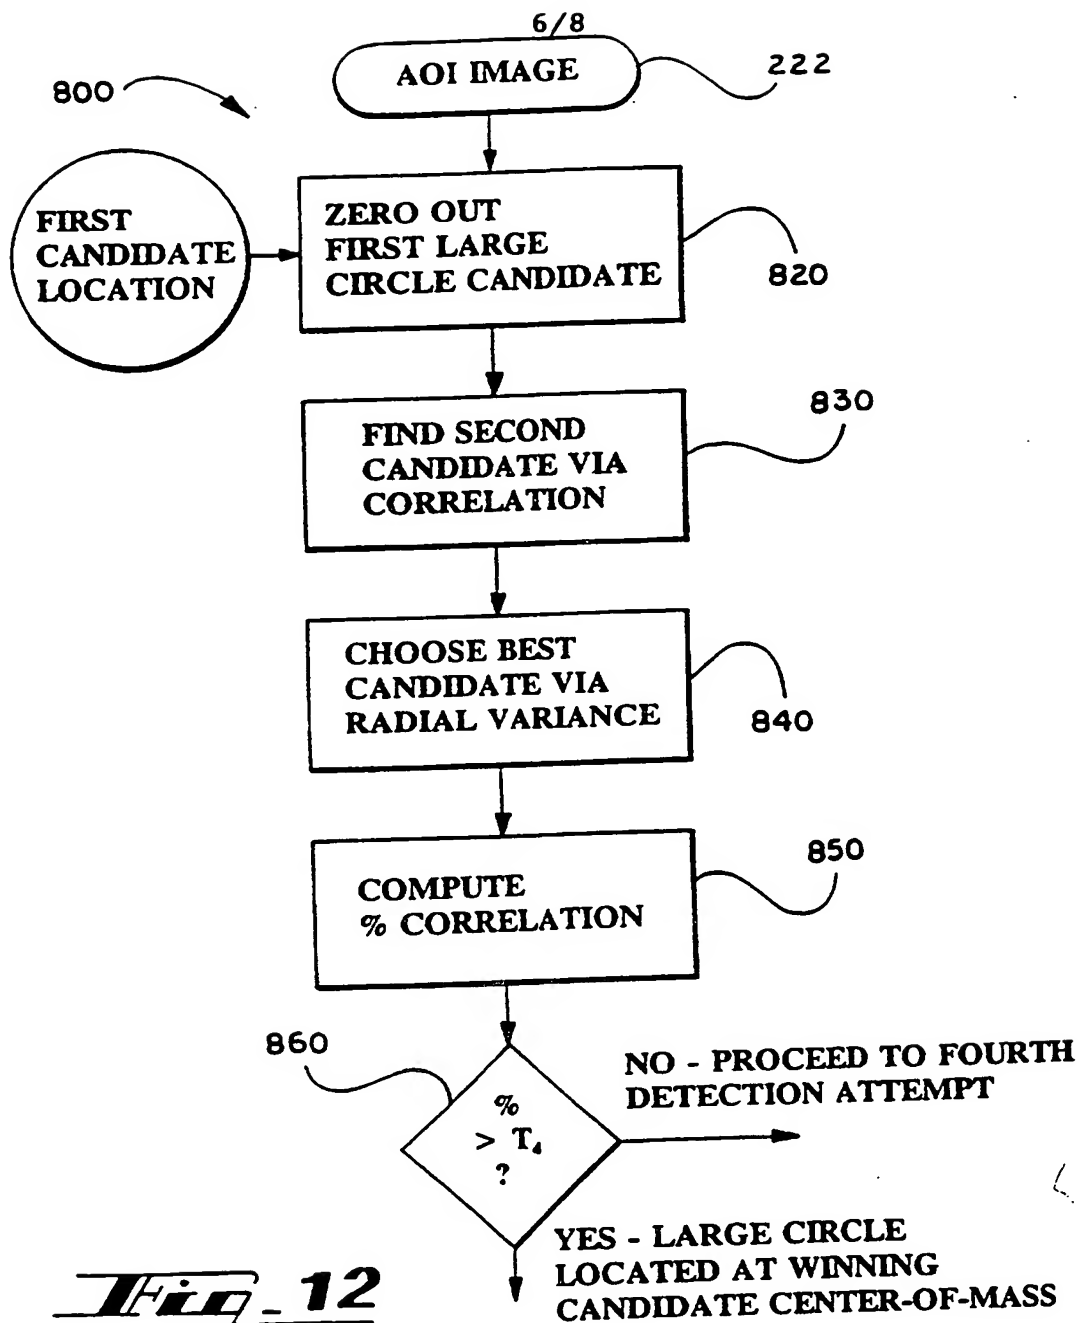 6/8
AOI IMAGE
222
800
FIRST
CANDIDATE
LOCATION
ZERO OUT
FIRST LARGE
CIRCLE CANDIDATE
820
FIND SECOND
CANDIDATE VIA
CORRELATION
830
CHOOSE BEST
CANDIDATE VIA
RADIAL VARIANCE
840
COMPUTE
% CORRELATION
850
860
%
> T₄
?
NO - PROCEED TO FOURTH
DETECTION ATTEMPT
YES - LARGE CIRCLE
LOCATED AT WINNING
CANDIDATE CENTER-OF-MASS
Fig_12